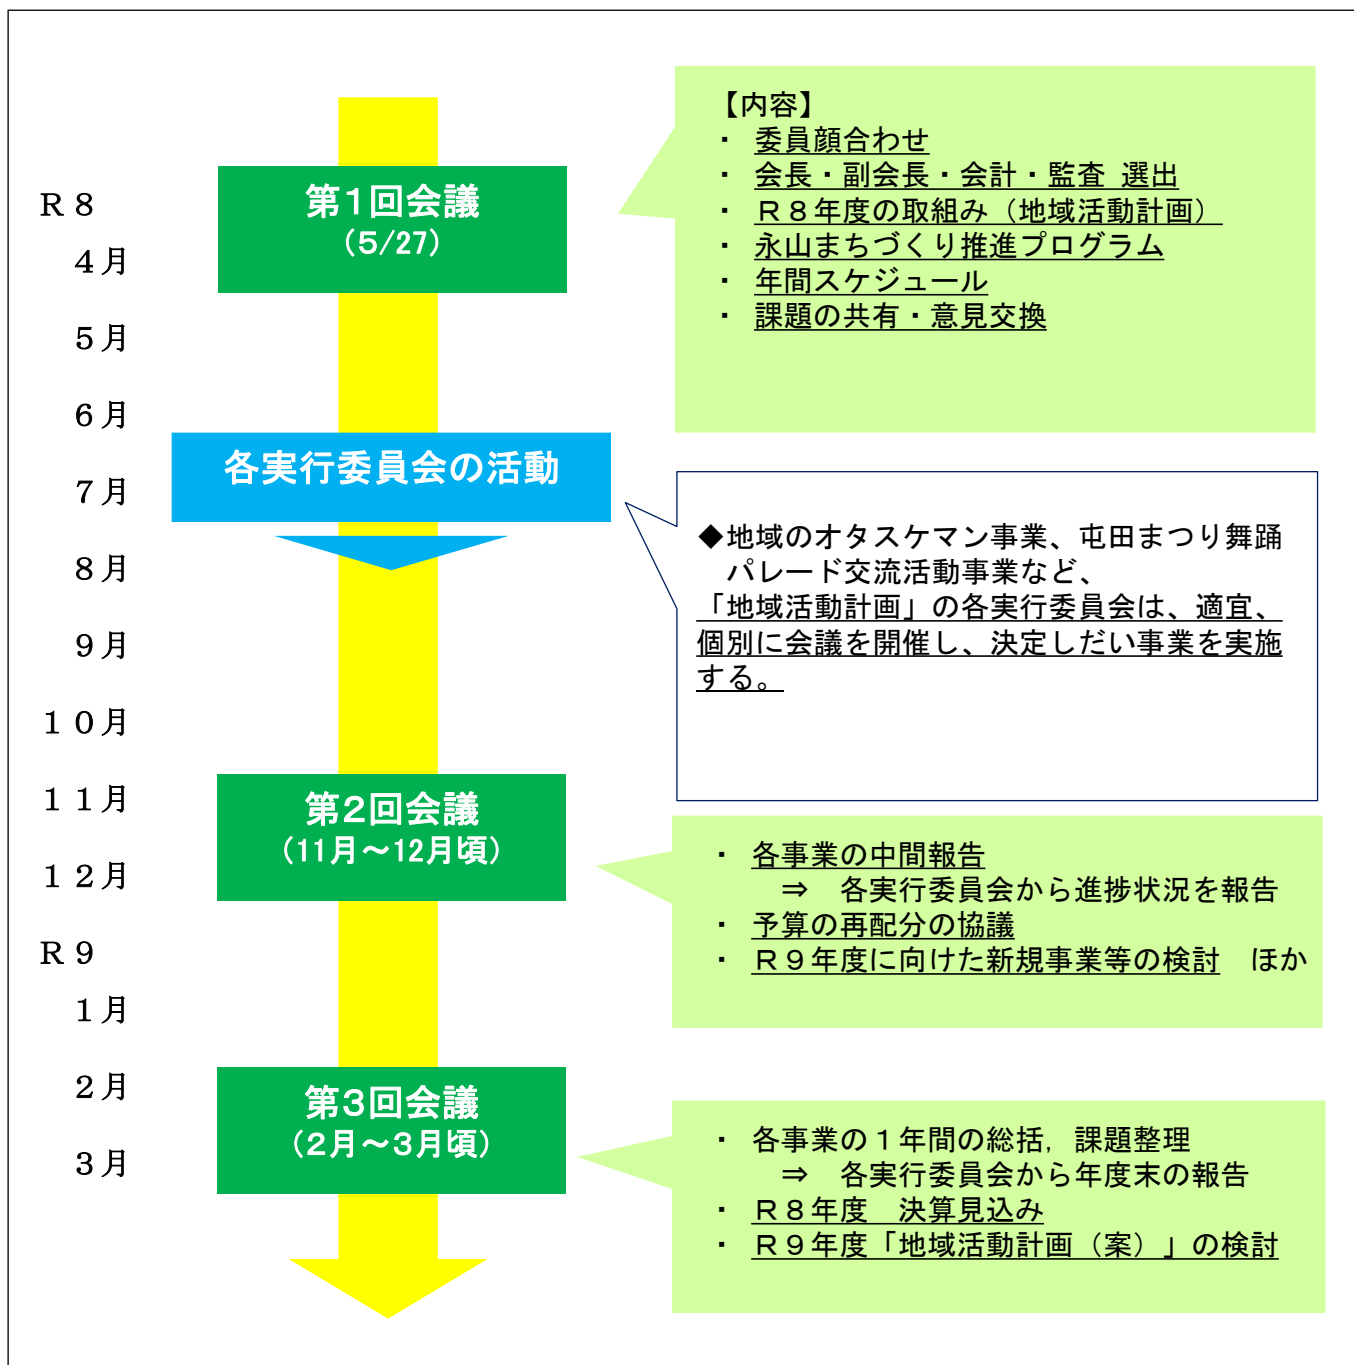 R８
４月
５月
６月
７月
８月
９月
１０月
１１月
１２月
R９
１月
２月
３月
第１回会議
（5/27）
【内容】
・ 委員顔合わせ
・ 会長・副会長・会計・監査 選出
・ Ｒ８年度の取組み（地域活動計画）
・ 永山まちづくり推進プログラム
・ 年間スケジュール
・ 課題の共有・意見交換
各実行委員会の活動
◆地域のオタスケマン事業、屯田まつり舞踊
パレード交流活動事業など、
「地域活動計画」の各実行委員会は、適宜、
個別に会議を開催し、決定しだい事業を実施
する。
第２回会議
（11月～12月頃）
・ 各事業の中間報告
⇒ 各実行委員会から進捗状況を報告
・ 予算の再配分の協議
・ Ｒ９年度に向けた新規事業等の検討　ほか
第３回会議
（２月～３月頃）
・ 各事業の１年間の総括，課題整理
⇒ 各実行委員会から年度末の報告
・ Ｒ８年度　決算見込み
・ Ｒ９年度「地域活動計画（案）」の検討